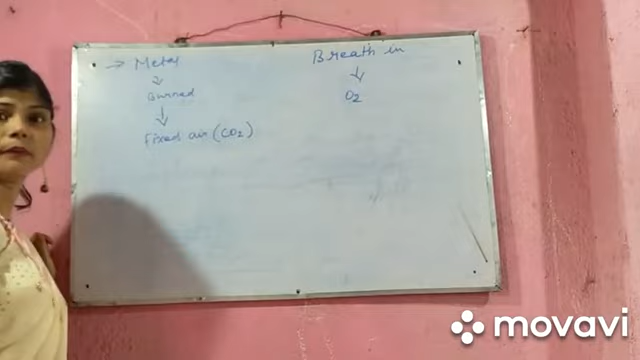 → Metal
↓
Burned
↓
Fixed air (CO2)
Breath in
↓
O2
movavi